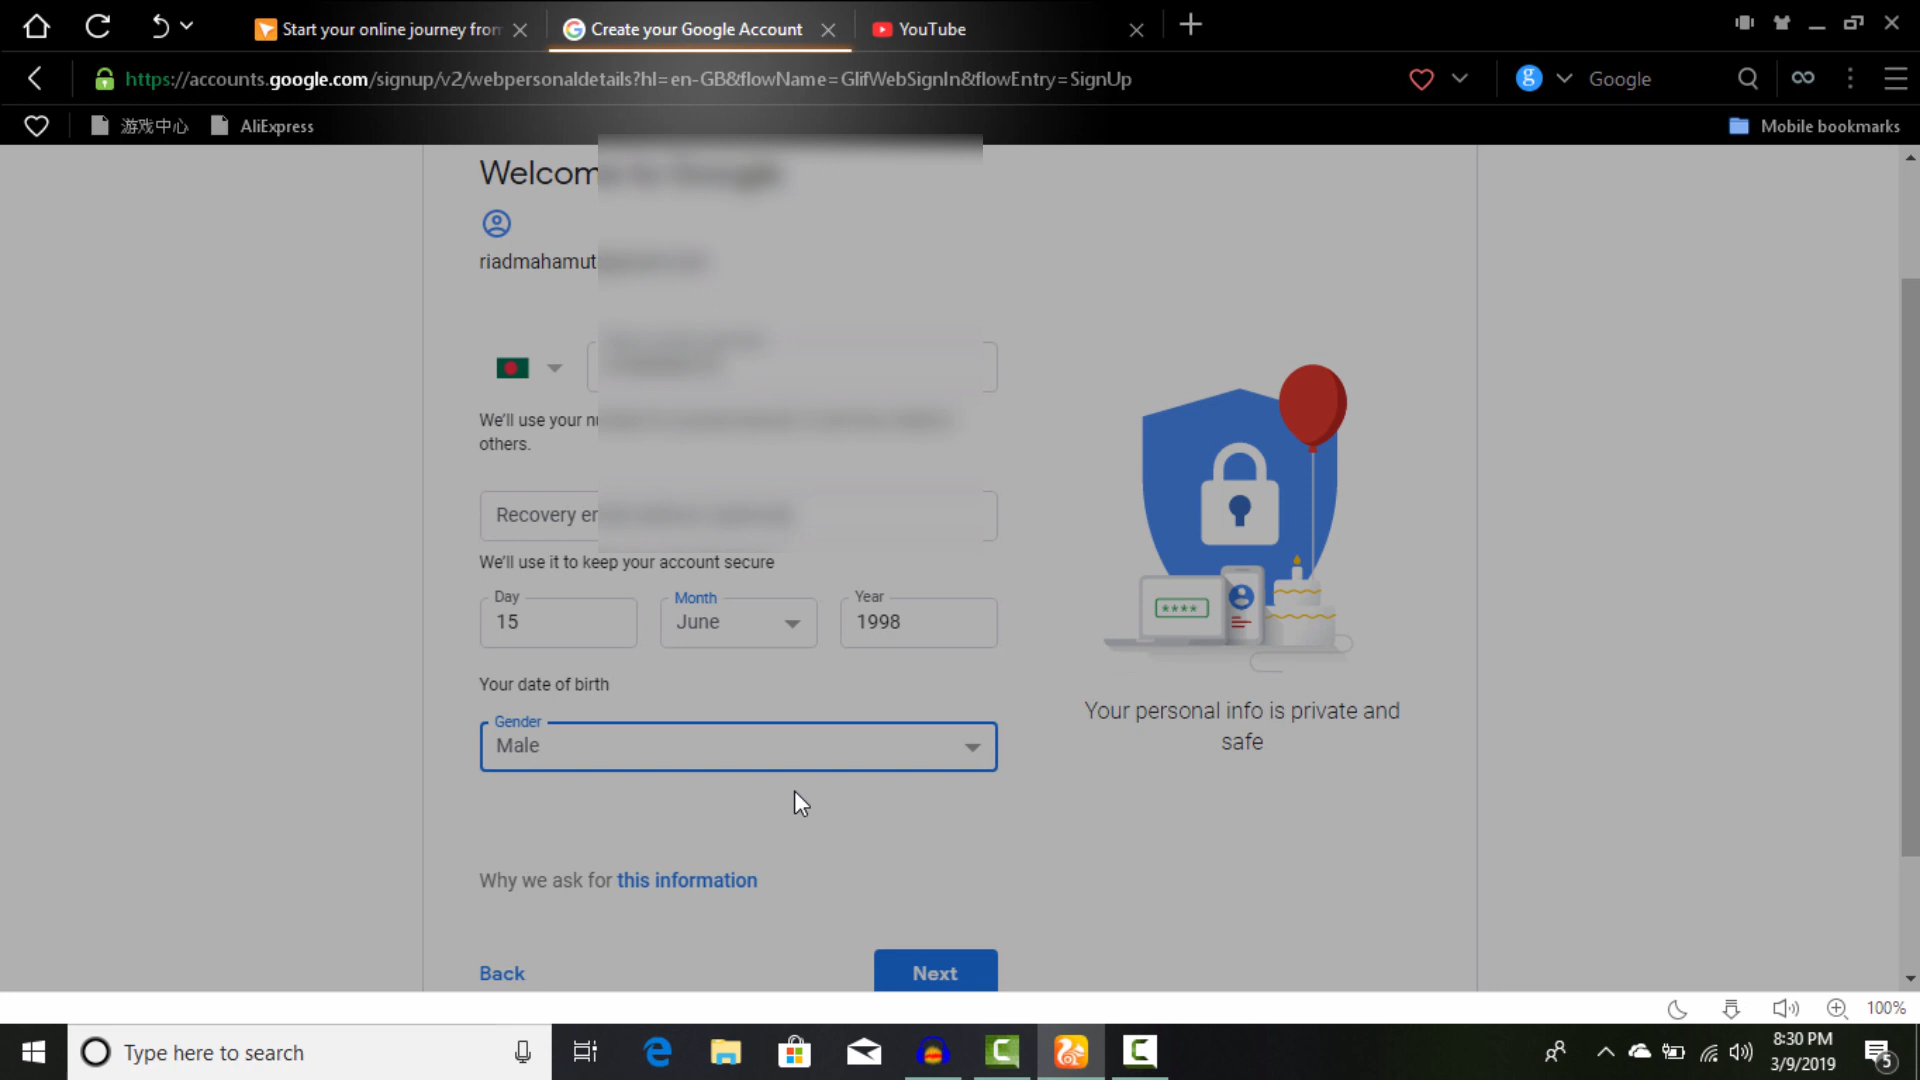 Start your online journey from
Create your Google Account
YouTube
https://accounts.google.com/signup/v2/webpersonaldetails?hl=en-GB&flowName=GlifWebSignIn&flowEntry=SignUp
g
Google
游戏中心
AliExpress
Mobile bookmarks
Welcome to Google
riadmahamut
We'll use your
others.
Recovery
We'll use it to keep your account secure
Day
Month
Year
15
June
1998
Your date of birth
Gender
Male
****
Your personal info is private and
safe
Why we ask for this information
Back
Next
100%
Type here to search
8:30 PM
3/9/2019
5